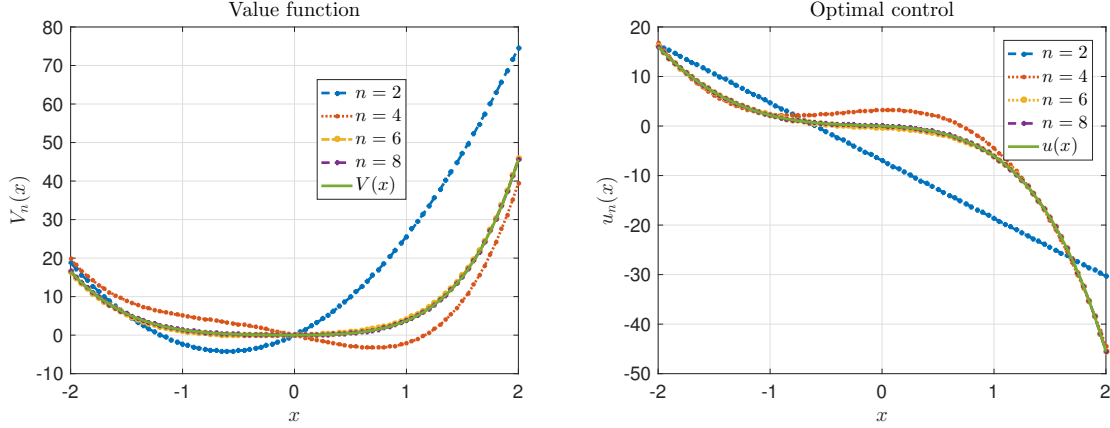 Value function
80
70
60
50
40
30
20
10
0
-10
-2
-1
0
1
2
x
V_n(x)
n = 2
n = 4
n = 6
n = 8
V(x)
Optimal control
20
10
0
-10
-20
-30
-40
-50
-2
-1
0
1
2
x
u_n(x)
n = 2
n = 4
n = 6
n = 8
u(x)